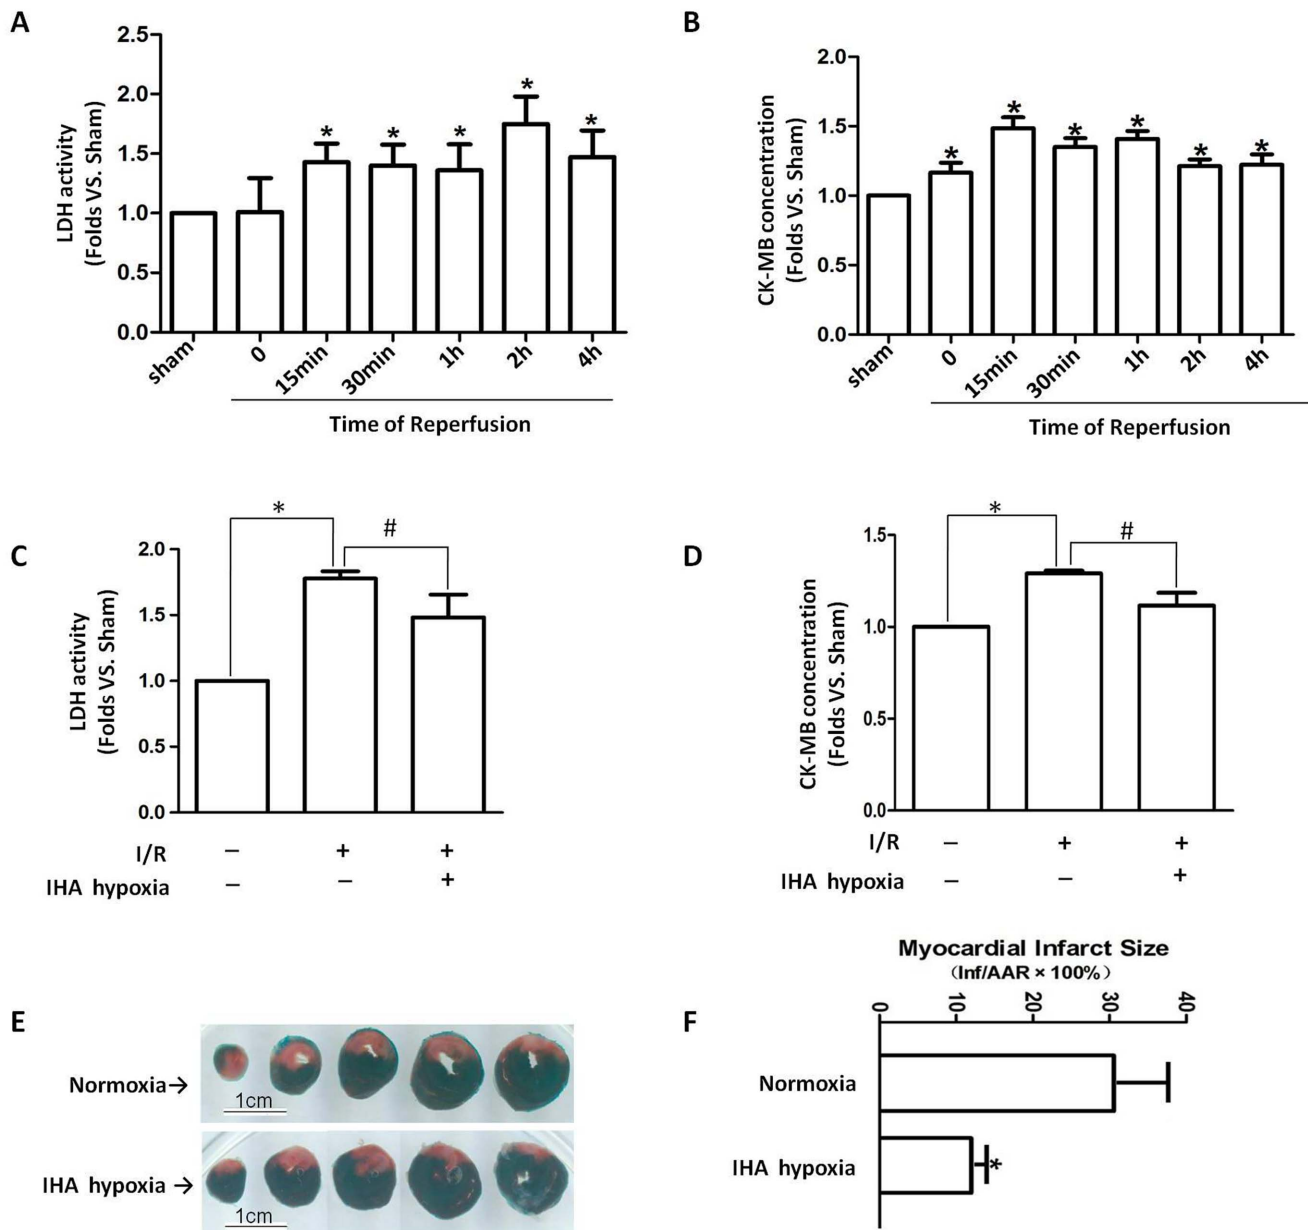 A
LDH activity
(Folds VS. Sham)
2.5
2.0
1.5
1.0
0.5
0.0
* * * * *
sham 0 15min 30min 1h 2h 4h
Time of Reperfusion
B
CK-MB concentration
(Folds VS. Sham)
2.0
1.5
1.0
0.5
0.0
* * * * * *
sham 0 15min 30min 1h 2h 4h
Time of Reperfusion
C
LDH activity
(Folds VS. Sham)
2.0
1.5
1.0
0.5
0.0
* #
I/R − + +
IHA hypoxia − − +
D
CK-MB concentration
(Folds VS. Sham)
1.5
1.0
0.5
0.0
* #
I/R − + +
IHA hypoxia − − +
E
Normoxia→
1cm
IHA hypoxia →
1cm
F
Myocardial Infarct Size
(Inf/AAR × 100%)
0 10 20 30 40
Normoxia
IHA hypoxia
*